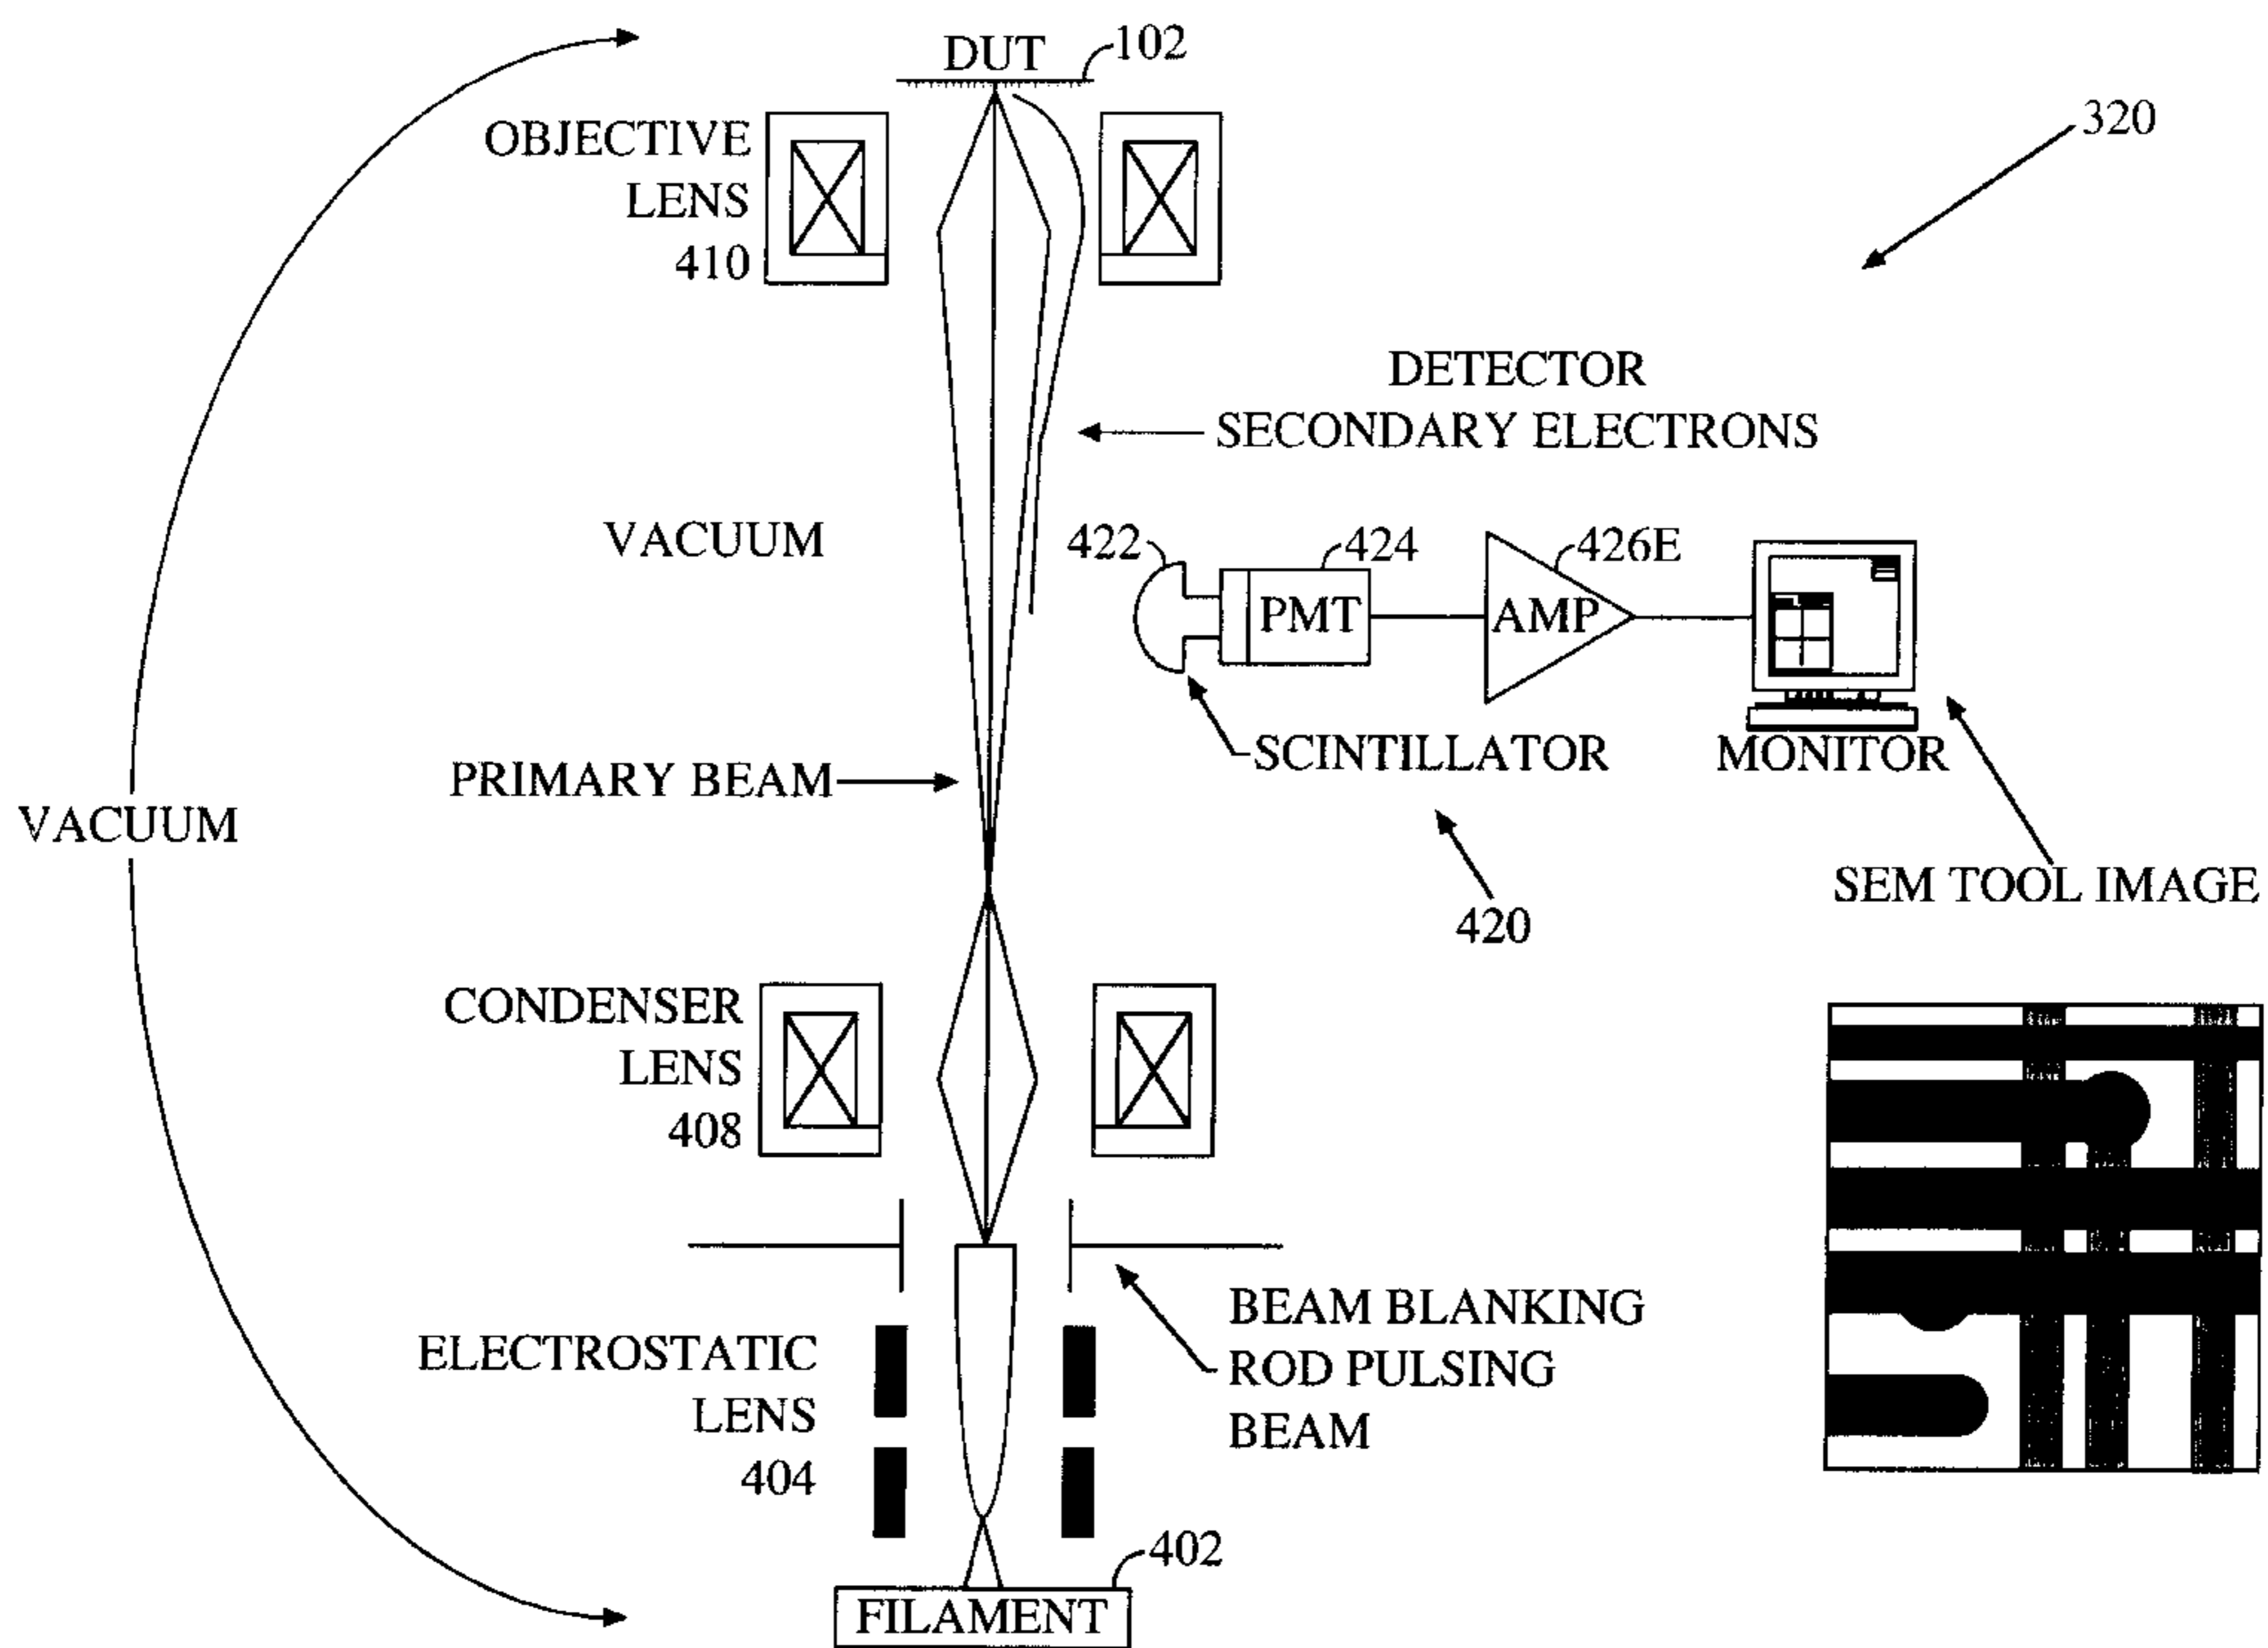 DUT
102
OBJECTIVE
LENS
410
320
DETECTOR
SECONDARY ELECTRONS
VACUUM
422
424
426E
PMT
AMP
SCINTILLATOR
MONITOR
PRIMARY BEAM
VACUUM
SEM TOOL IMAGE
420
CONDENSER
LENS
408
BEAM BLANKING
ROD PULSING
BEAM
ELECTROSTATIC
LENS
404
402
FILAMENT